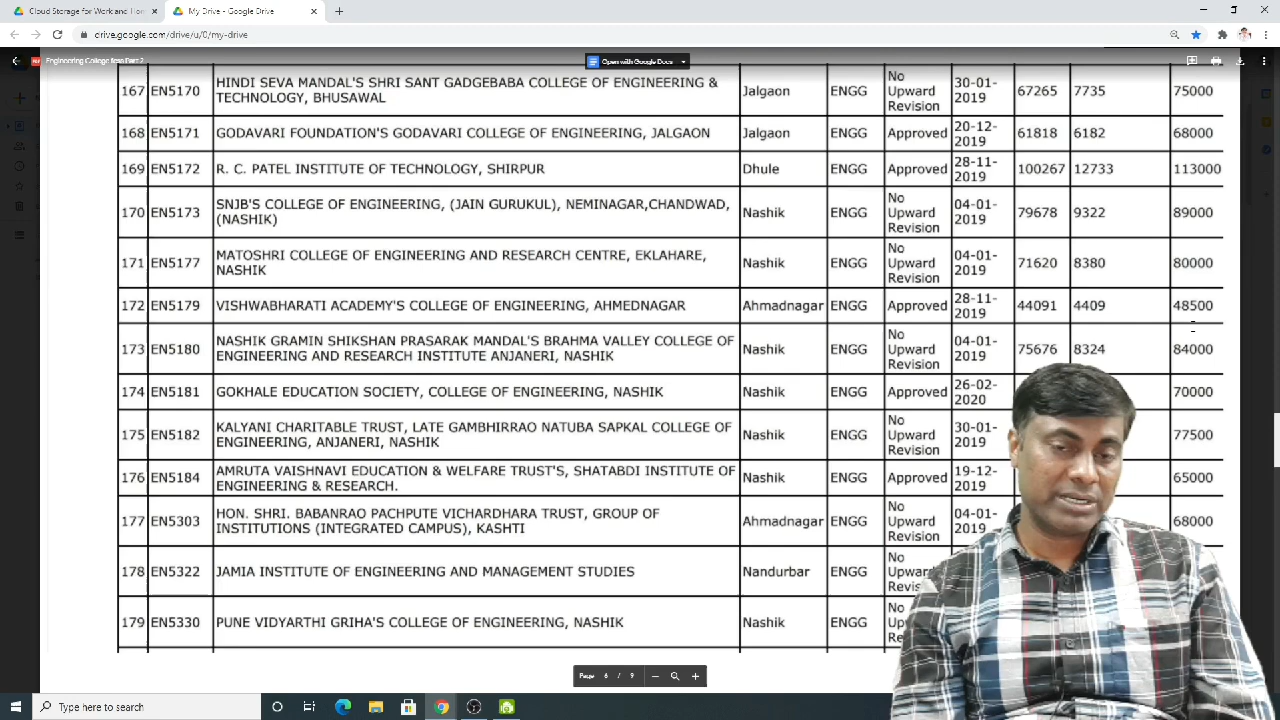 Cloud Storage for Work and Hom
My Drive - Google Drive
drive.google.com/drive/u/0/my-drive
Engineering College fess Part 2
Open with Google Docs
167 EN5170 HINDI SEVA MANDAL'S SHRI SANT GADGEBABA COLLEGE OF ENGINEERING & TECHNOLOGY, BHUSAWAL Jalgaon ENGG No Upward Revision 30-01-2019 67265 7735 75000
168 EN5171 GODAVARI FOUNDATION'S GODAVARI COLLEGE OF ENGINEERING, JALGAON Jalgaon ENGG Approved 20-12-2019 61818 6182 68000
169 EN5172 R. C. PATEL INSTITUTE OF TECHNOLOGY, SHIRPUR Dhule ENGG Approved 28-11-2019 100267 12733 113000
170 EN5173 SNJB'S COLLEGE OF ENGINEERING, (JAIN GURUKUL), NEMINAGAR,CHANDWAD, (NASHIK) Nashik ENGG No Upward Revision 04-01-2019 79678 9322 89000
171 EN5177 MATOSHRI COLLEGE OF ENGINEERING AND RESEARCH CENTRE, EKLAHARE, NASHIK Nashik ENGG No Upward Revision 04-01-2019 71620 8380 80000
172 EN5179 VISHWABHARATI ACADEMY'S COLLEGE OF ENGINEERING, AHMEDNAGAR Ahmadnagar ENGG Approved 28-11-2019 44091 4409 48500
173 EN5180 NASHIK GRAMIN SHIKSHAN PRASARAK MANDAL'S BRAHMA VALLEY COLLEGE OF ENGINEERING AND RESEARCH INSTITUTE ANJANERI, NASHIK Nashik ENGG No Upward Revision 04-01-2019 75676 8324 84000
174 EN5181 GOKHALE EDUCATION SOCIETY, COLLEGE OF ENGINEERING, NASHIK Nashik ENGG Approved 26-02-2020 70000
175 EN5182 KALYANI CHARITABLE TRUST, LATE GAMBHIRRAO NATUBA SAPKAL COLLEGE OF ENGINEERING, ANJANERI, NASHIK Nashik ENGG No Upward Revision 30-01-2019 77500
176 EN5184 AMRUTA VAISHNAVI EDUCATION & WELFARE TRUST'S, SHATABDI INSTITUTE OF ENGINEERING & RESEARCH. Nashik ENGG Approved 19-12-2019 65000
177 EN5303 HON. SHRI. BABANRAO PACHPUTE VICHARDHARA TRUST, GROUP OF INSTITUTIONS (INTEGRATED CAMPUS), KASHTI Ahmadnagar ENGG No Upward Revision 04-01-2019 68000
178 EN5322 JAMIA INSTITUTE OF ENGINEERING AND MANAGEMENT STUDIES Nandurbar ENGG No Upward
179 EN5330 PUNE VIDYARTHI GRIHA'S COLLEGE OF ENGINEERING, NASHIK Nashik ENGG No
Page 6 / 9
Type here to search